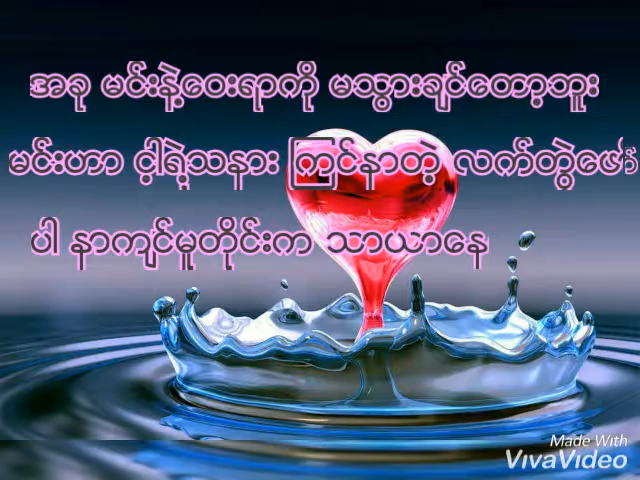 အခု မင်းနဲ့ဝေးရာကို မသွားချင်တော့ဘူး
မင်းဟာ ငါ့ရဲ့သနား ကြင်နာတဲ့ လက်တွဲဖော်
ပါ နာကျင်မှုတိုင်းက သာယာနေ
Made With
VivaVideo